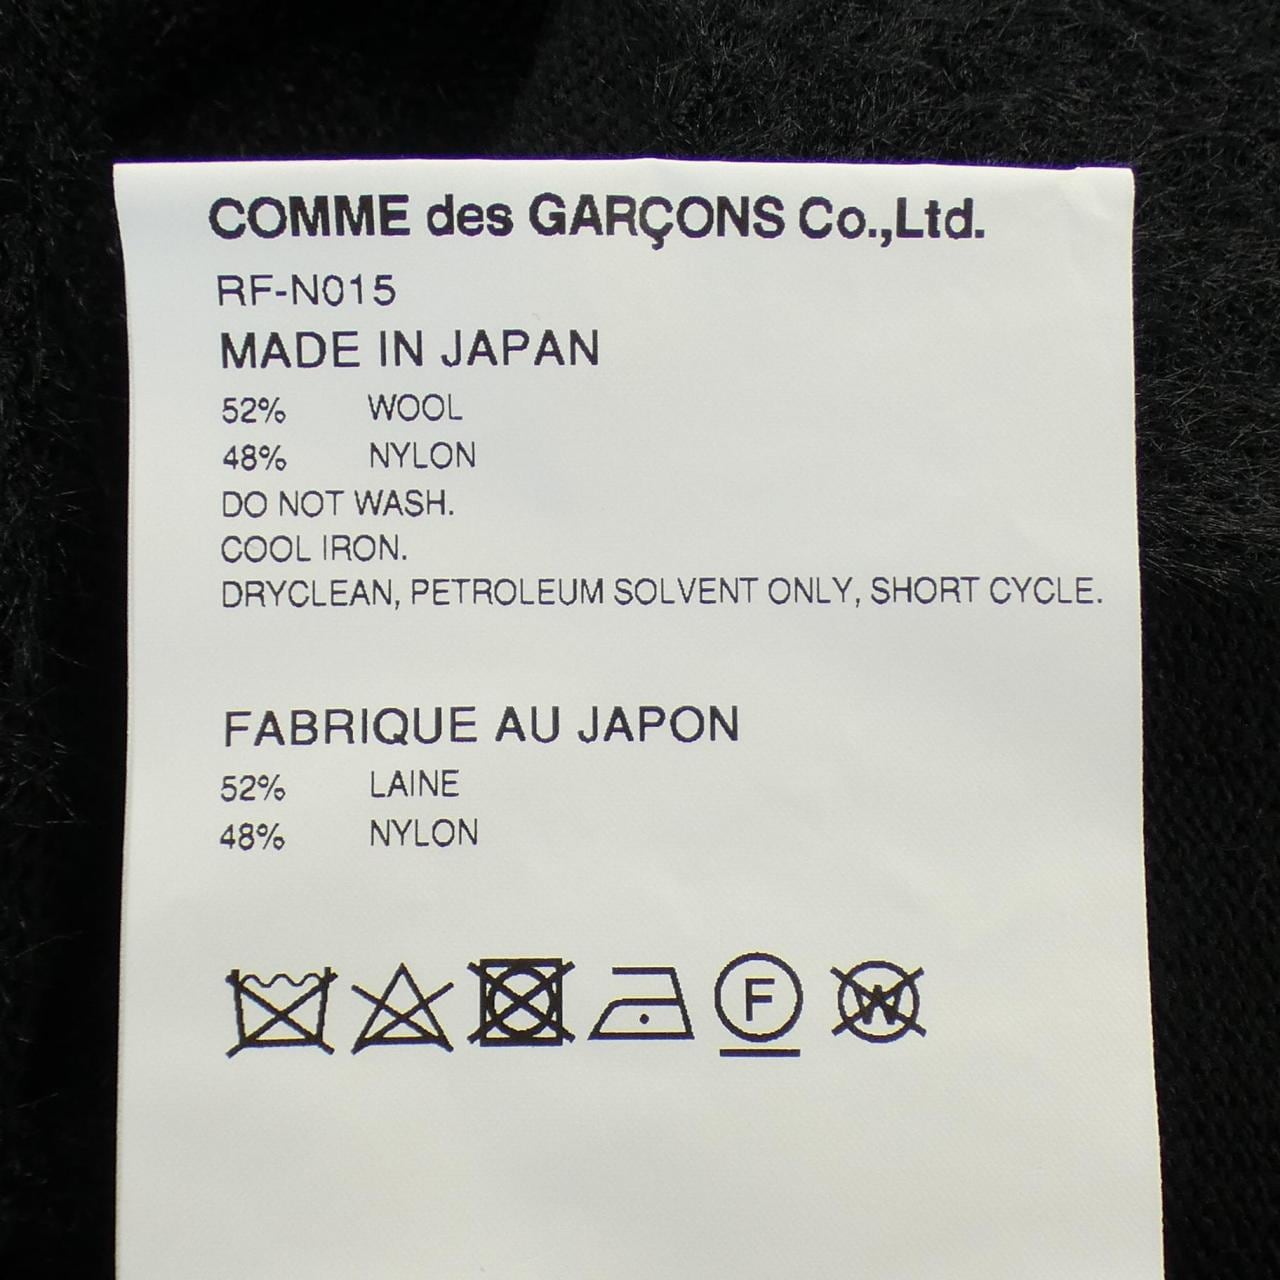 COMME des GARÇONS Co.,Ltd.
RF-N015
MADE IN JAPAN
52% WOOL
48% NYLON
DO NOT WASH.
COOL IRON.
DRYCLEAN, PETROLEUM SOLVENT ONLY, SHORT CYCLE.
FABRIQUE AU JAPON
52% LAINE
48% NYLON
F W